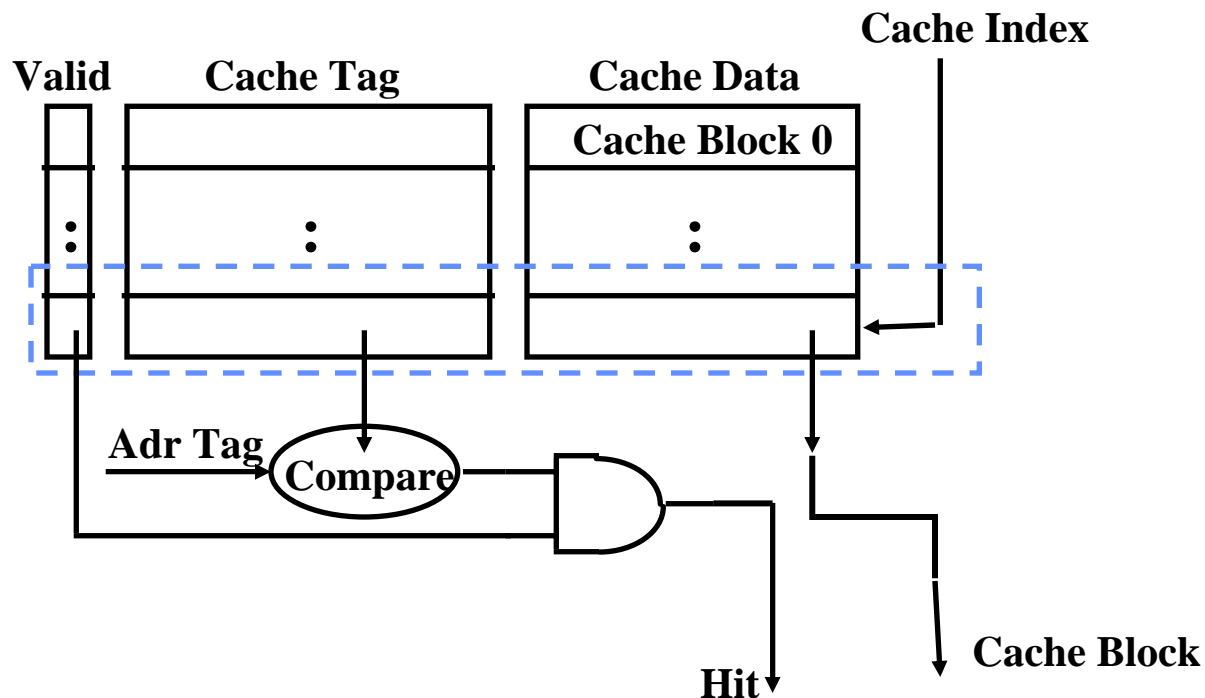 Cache Index
Valid
Cache Tag
Cache Data
Cache Block 0
:
:
:
Adr Tag
Compare
Cache Block
Hit